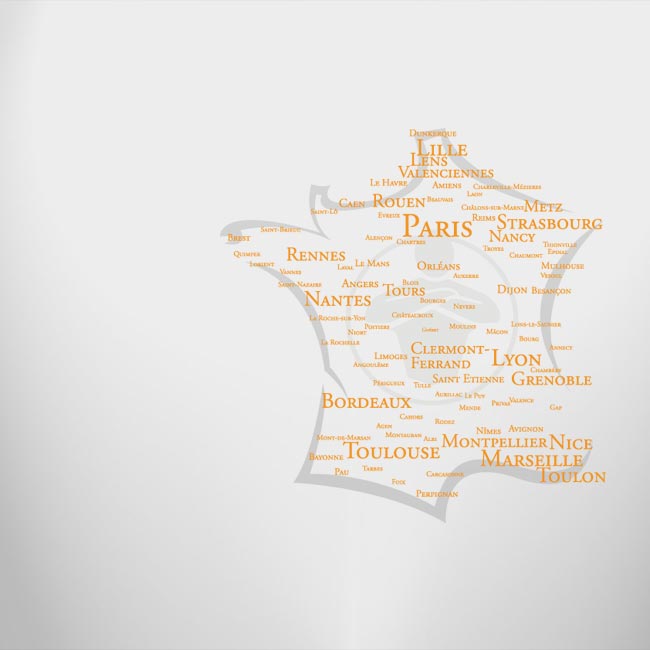 Dunkerque
Lille
Lens
Valenciennes
Le Havre
Amiens
Charleville-Mézières
Laon
Caen
Rouen
Beauvais
Châlons-sur-Marne
Metz
Saint-Lô
Evreux
Reims
Strasbourg
Paris
Saint-Brieuc
Brest
Alençon
Chartres
Nancy
Thionville
Troyes
Epinal
Quimper
Rennes
Chaumont
Lorient
Laval
Le Mans
Orléans
Mulhouse
Vannes
Auxerre
Vesoul
Saint-Nazaire
Angers
Blois
Tours
Dijon
Besançon
Nantes
Bourges
Nevers
La Roche-sur-Yon
Châteauroux
Poitiers
Moulins
Lons-le-Saunier
Niort
Guéret
Mâcon
La Rochelle
Bourg
Clermont-
Ferrand
Annecy
Limoges
Lyon
Angoulême
Chambéry
Périgueux
Tulle
Saint Etienne
Grenoble
Aurillac
Le Puy
Bordeaux
Privas
Valence
Mende
Gap
Cahors
Rodez
Agen
Nîmes
Avignon
Mont-de-Marsan
Montauban
Albi
Montpellier
Nice
Bayonne
Toulouse
Marseille
Pau
Tarbes
Carcassonne
Toulon
Foix
Perpignan